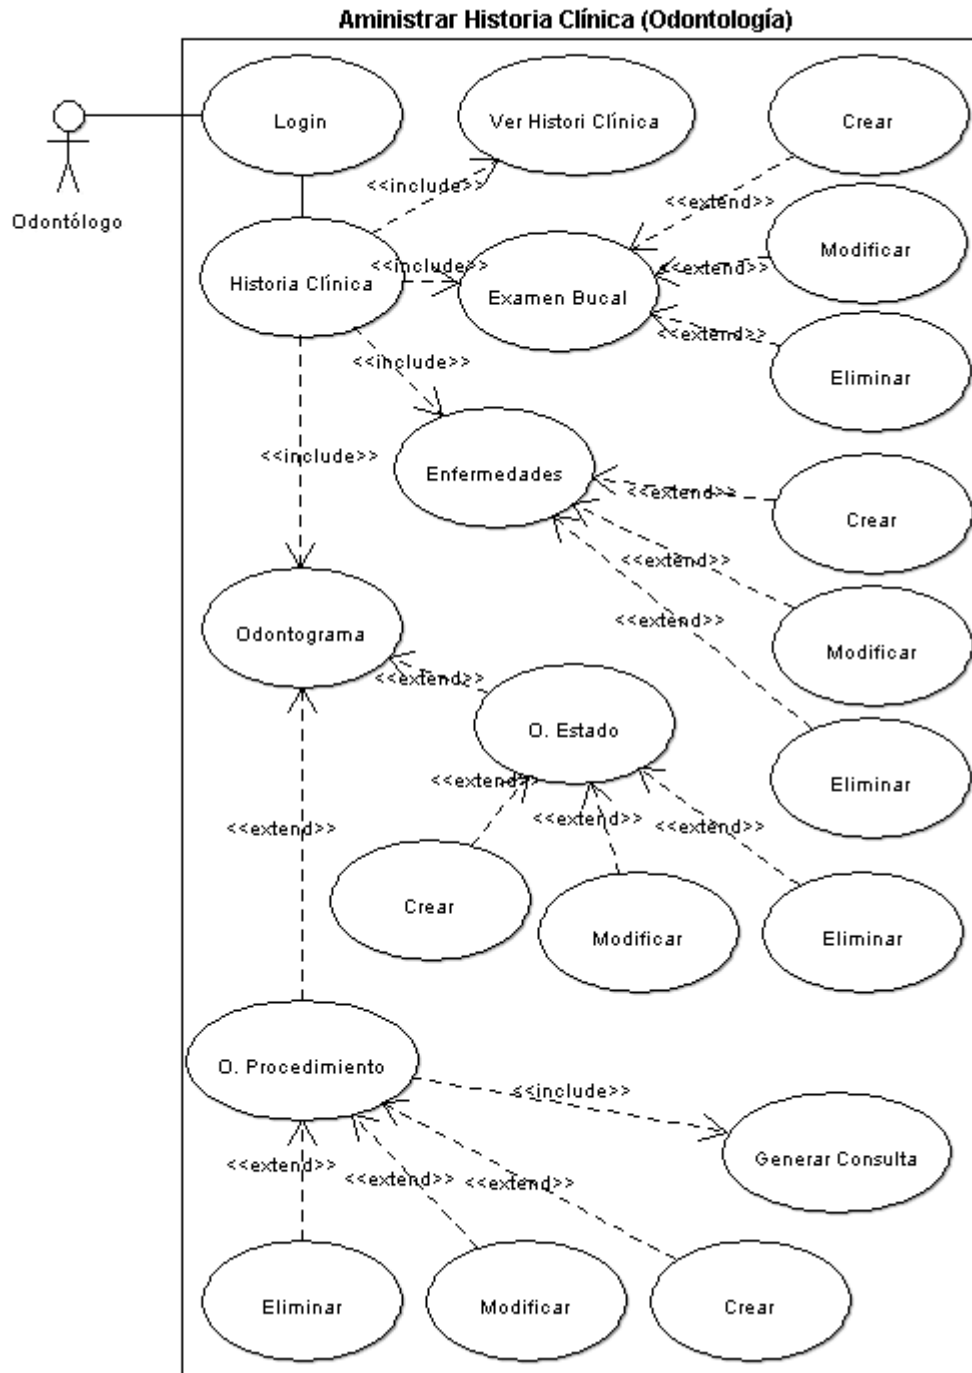 Aministrar Historia Clínica (Odontología)
Login
Ver Histori Clínica
Crear
<<include>>
<<extend>>
Odontólogo
Historia Clínica
<<include>>
Examen Bucal
<<extend>>
Modificar
<<extend>>
Eliminar
<<include>>
<<include>>
Enfermedades
<<extend>>
Crear
<<extend>>
Modificar
<<extend>>
Odontograma
<<extend>>
O. Estado
Eliminar
<<extend>>
<<extend>>
<<extend>>
<<extend>>
Crear
Modificar
Eliminar
O. Procedimiento
<<include>>
Generar Consulta
<<extend>>
<<extend>>
<<extend>>
Eliminar
Modificar
Crear